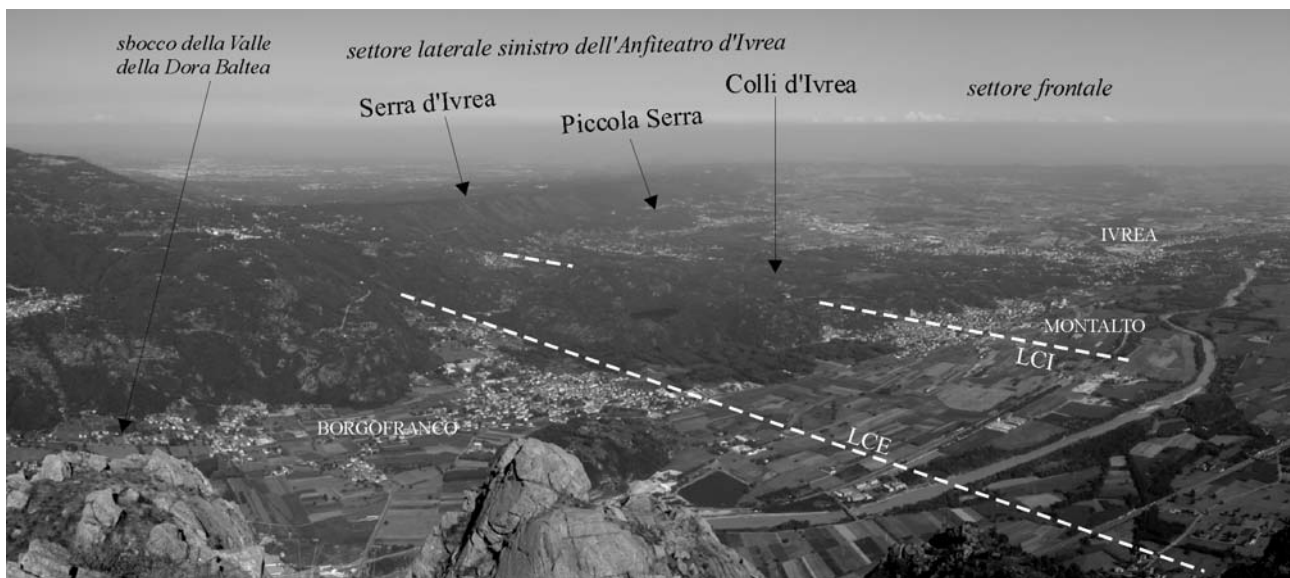 sbocco della Valle
della Dora Baltea
settore laterale sinistro dell'Anfiteatro d'Ivrea
Serra d'Ivrea
Piccola Serra
Colli d'Ivrea
settore frontale
IVREA
MONTALTO
LCI
BORGOFRANCO
LCE